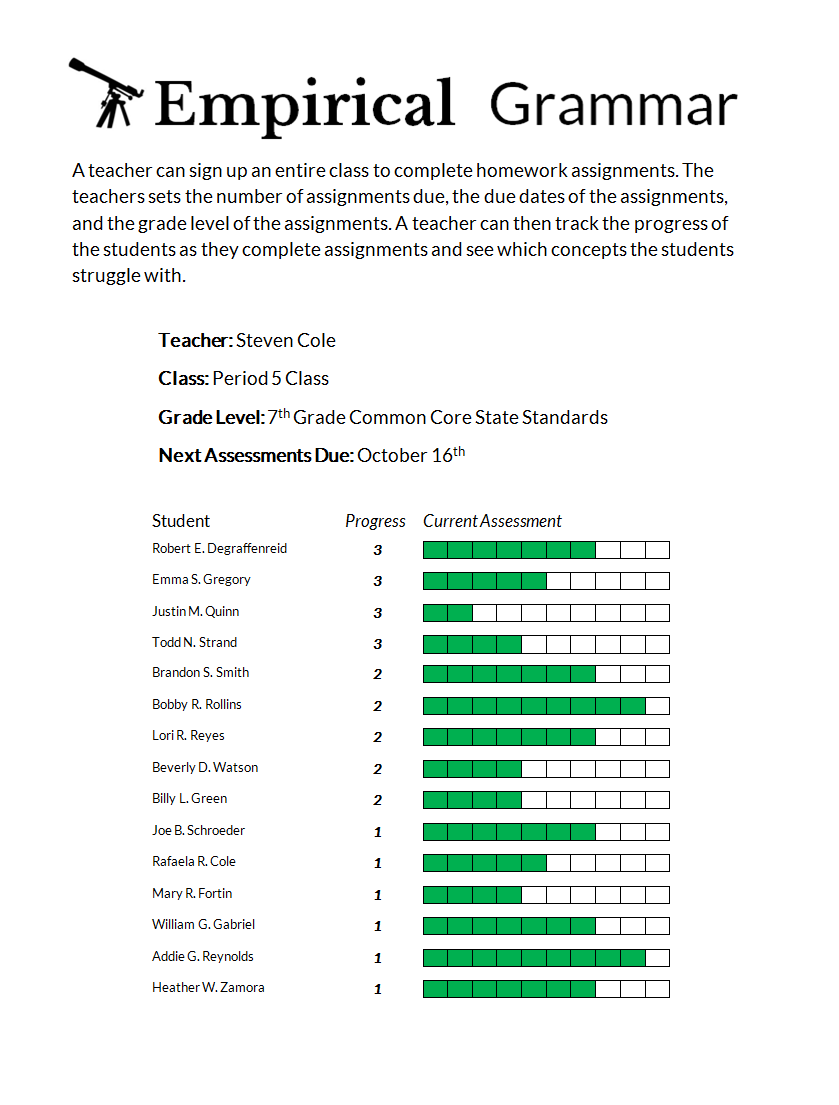 Empirical Grammar
A teacher can sign up an entire class to complete homework assignments. The
teachers sets the number of assignments due, the due dates of the assignments,
and the grade level of the assignments. A teacher can then track the progress of
the students as they complete assignments and see which concepts the students
struggle with.
Teacher: Steven Cole
Class: Period 5 Class
Grade Level: 7th Grade Common Core State Standards
Next Assessments Due: October 16th
Student Progress Current Assessment
Robert E. Degraffenreid 3
Emma S. Gregory 3
Justin M. Quinn 3
Todd N. Strand 3
Brandon S. Smith 2
Bobby R. Rollins 2
Lori R. Reyes 2
Beverly D. Watson 2
Billy L. Green 2
Joe B. Schroeder 1
Rafaela R. Cole 1
Mary R. Fortin 1
William G. Gabriel 1
Addie G. Reynolds 1
Heather W. Zamora 1